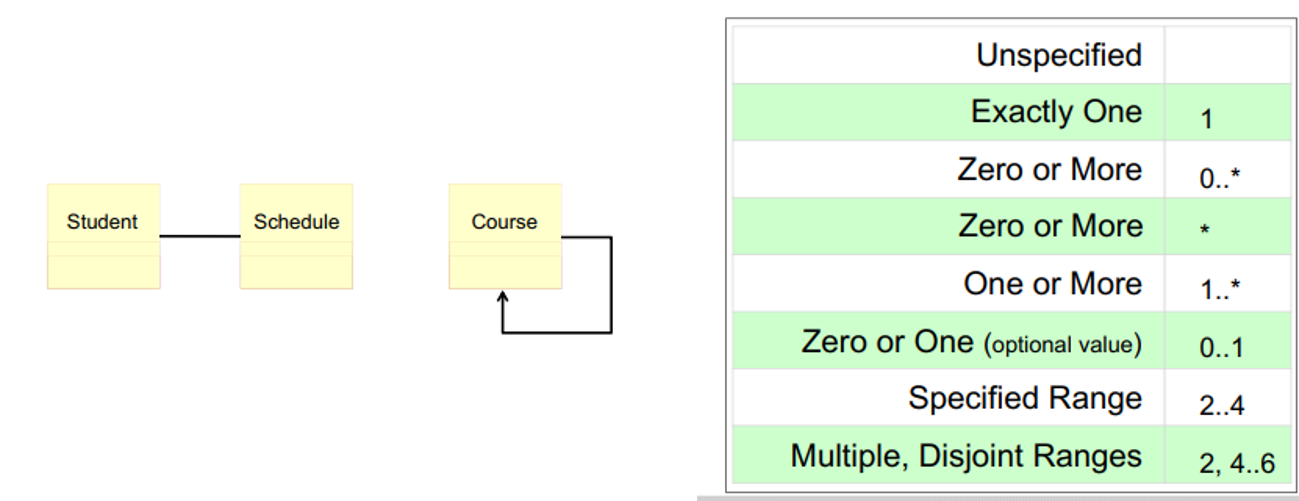 Student
Schedule
Course
Unspecified
Exactly One 1
Zero or More 0..*
Zero or More *
One or More 1..*
Zero or One (optional value) 0..1
Specified Range 2..4
Multiple, Disjoint Ranges 2, 4..6